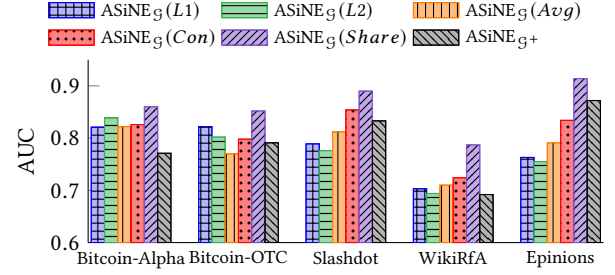 ASiNE𝒢(L1) ASiNE𝒢(L2) ASiNE𝒢(Avg)
ASiNE𝒢(Con) ASiNE𝒢(Share) ASiNE𝒢+
0.9
0.8
0.7
0.6
AUC
Bitcoin-Alpha Bitcoin-OTC Slashdot WikiRfA Epinions